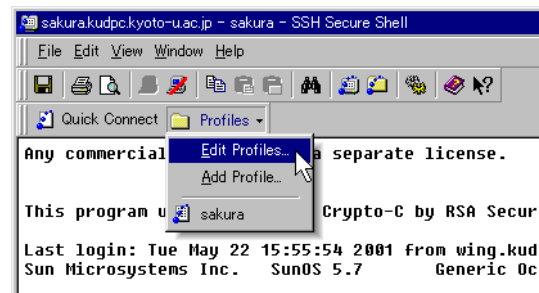 sakura.kudpc.kyoto-u.ac.jp - sakura - SSH Secure Shell
File Edit View Window Help
Quick Connect Profiles
Edit Profiles...
Add Profile...
sakura
Any commercial a separate license.
This program u Crypto-C by RSA Secur
Last login: Tue May 22 15:55:54 2001 from wing.kud
Sun Microsystems Inc. SunOS 5.7 Generic Oc